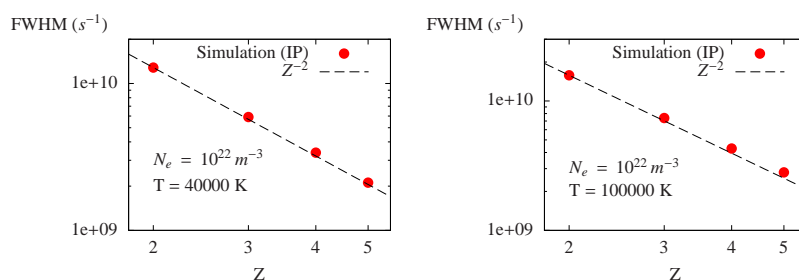 FWHM (s⁻¹)
Simulation (IP)
Z⁻²
1e+10
1e+09
Nₑ = 10²² m⁻³
T = 40000 K
2 3 4 5
Z
FWHM (s⁻¹)
Simulation (IP)
Z⁻²
1e+10
1e+09
Nₑ = 10²² m⁻³
T = 100000 K
2 3 4 5
Z